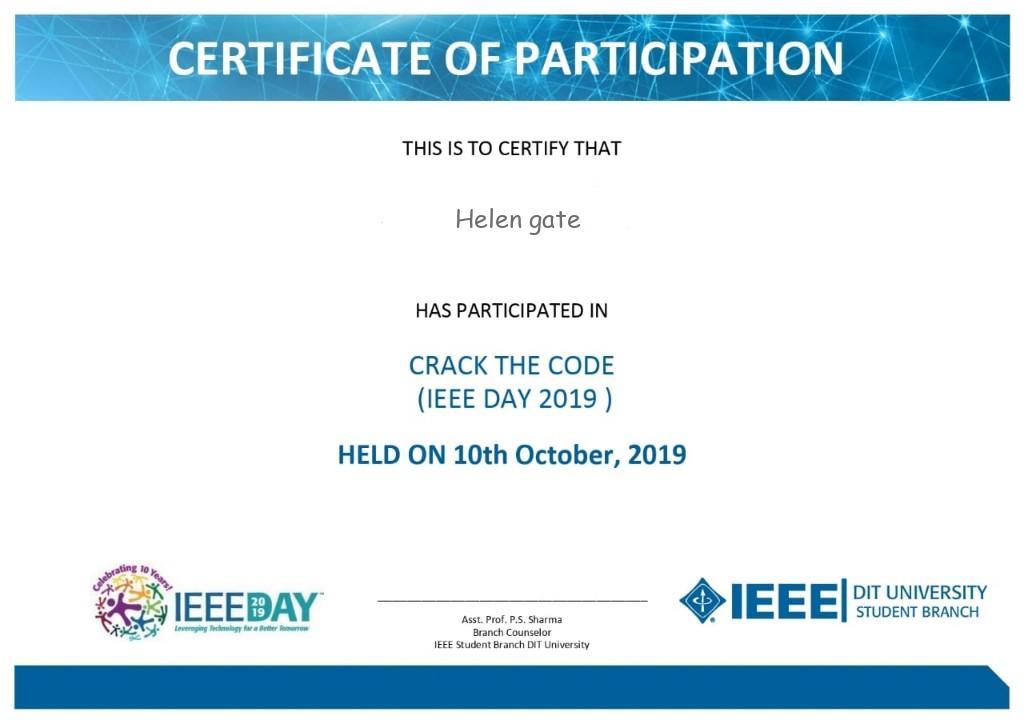 CERTIFICATE OF PARTICIPATION
THIS IS TO CERTIFY THAT
Helen gate
HAS PARTICIPATED IN
CRACK THE CODE
(IEEE DAY 2019 )
HELD ON 10th October, 2019
Celebrating 10 Years!
IEEE 2019 DAY™
Leveraging Technology for a Better Tomorrow
Asst. Prof. P.S. Sharma
Branch Counselor
IEEE Student Branch DIT University
IEEE
DIT UNIVERSITY
STUDENT BRANCH